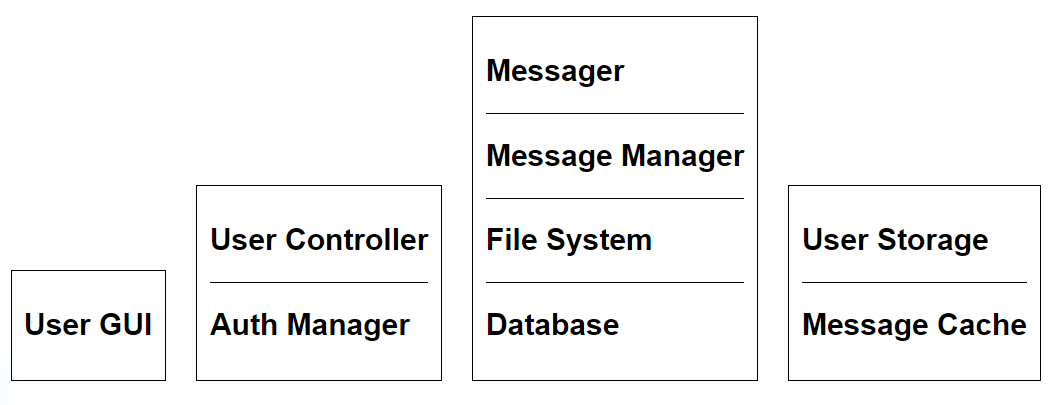 User GUI
User Controller
Auth Manager
Messager
Message Manager
File System
Database
User Storage
Message Cache